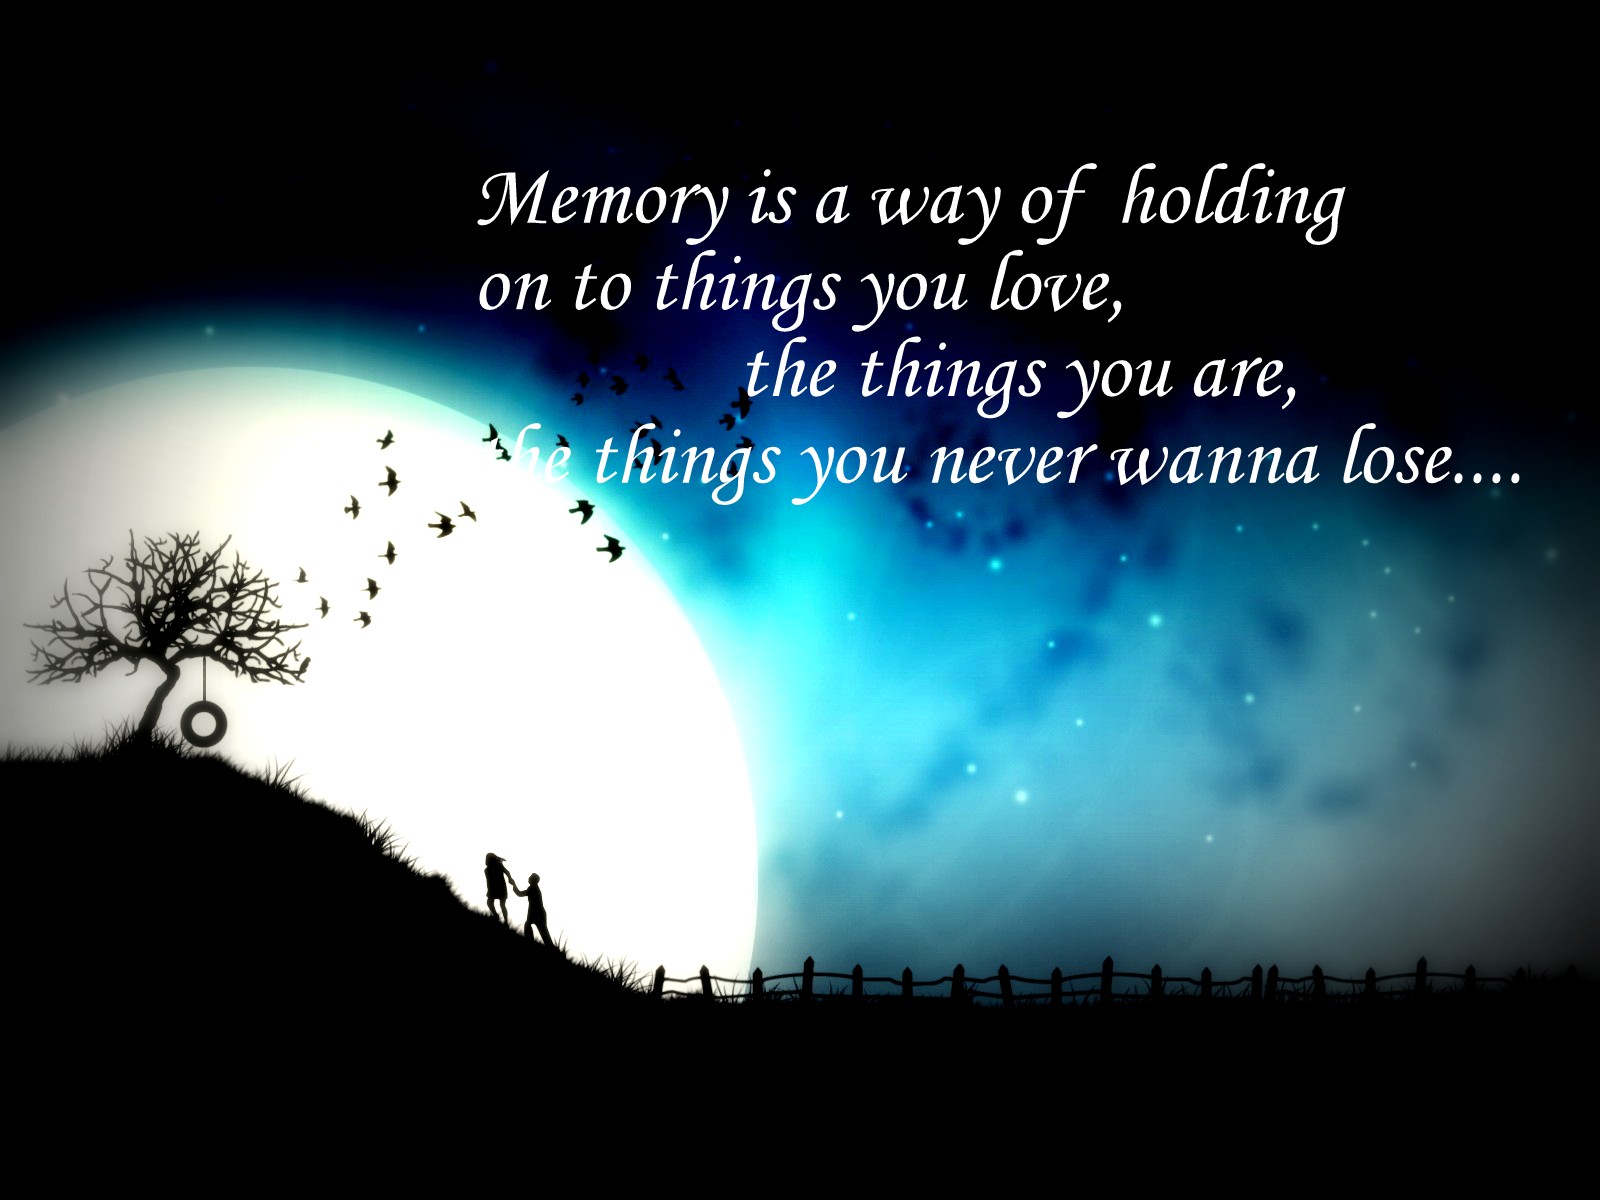 Memory is a way of holding
on to things you love,
the things you are,
the things you never wanna lose....